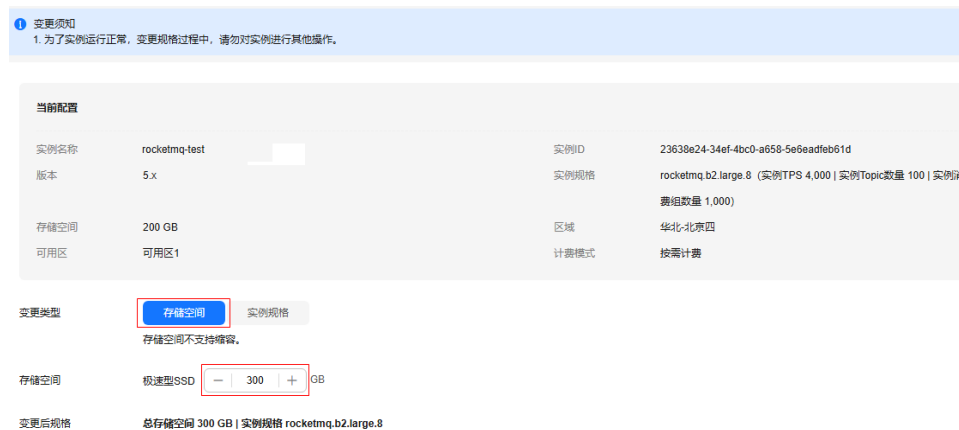 变更须知
1. 为了实例运行正常，变更规格过程中，请勿对实例进行其他操作。
当前配置
实例名称 rocketmq-test 实例ID 23638e24-34ef-4bc0-a658-5e6eadfeb61d
版本 5.x 实例规格 rocketmq.b2.large.8（实例TPS 4,000 | 实例Topic数量 100 | 实例消
费组数量 1,000）
存储空间 200 GB 区域 华北-北京四
可用区 可用区1 计费模式 按需计费
变更类型 存储空间 实例规格
存储空间不支持缩容。
存储空间 极速型SSD － 300 ＋ GB
变更后规格 总存储空间 300 GB | 实例规格 rocketmq.b2.large.8